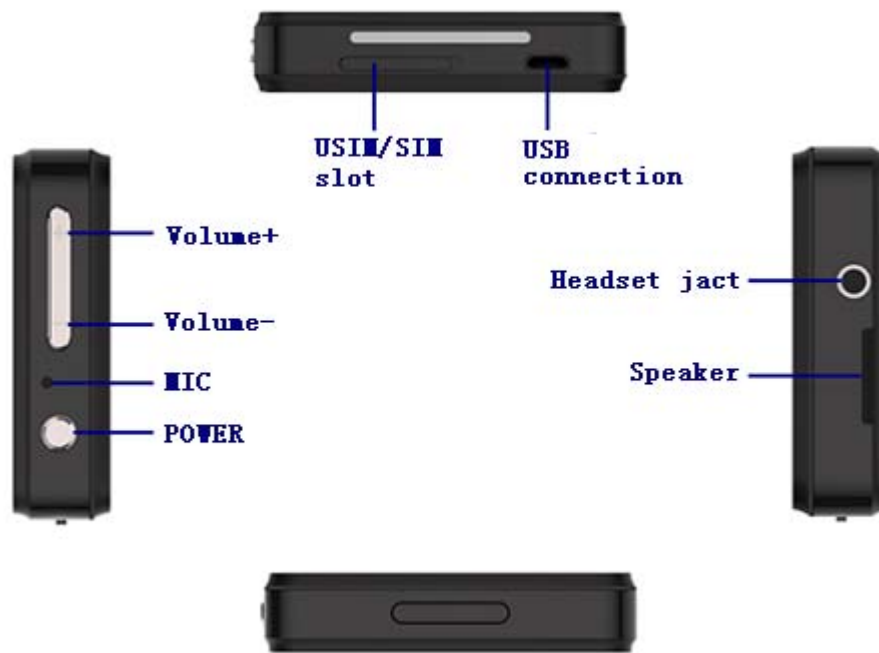 USIM/SIM
slot
USB
connection
Volume+
Volume-
MIC
POWER
Headset jact
Speaker